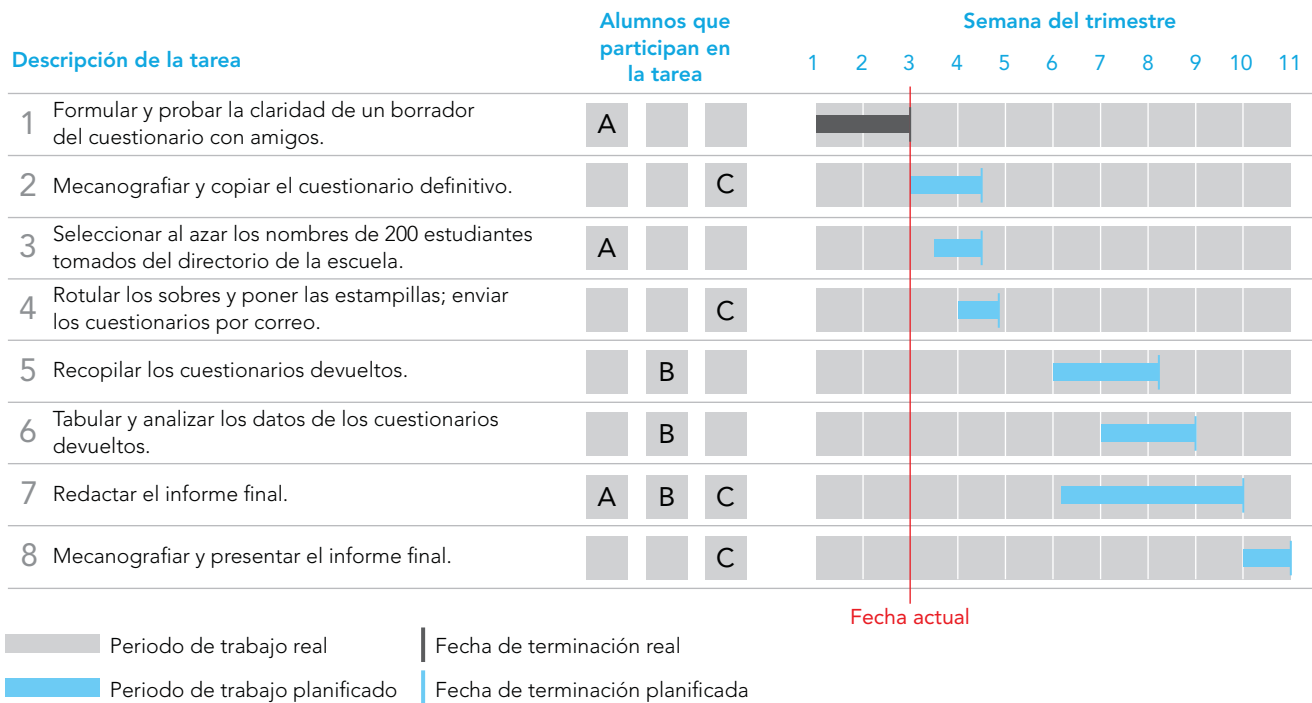 Alumnos que
participan en
la tarea
Semana del trimestre
Descripción de la tarea
1 2 3 4 5 6 7 8 9 10 11
1 Formular y probar la claridad de un borrador
del cuestionario con amigos.
A
2 Mecanografiar y copiar el cuestionario definitivo.
C
3 Seleccionar al azar los nombres de 200 estudiantes
tomados del directorio de la escuela.
A
4 Rotular los sobres y poner las estampillas; enviar
los cuestionarios por correo.
C
5 Recopilar los cuestionarios devueltos.
B
6 Tabular y analizar los datos de los cuestionarios
devueltos.
B
7 Redactar el informe final.
A B C
8 Mecanografiar y presentar el informe final.
C
Fecha actual
Periodo de trabajo real
Fecha de terminación real
Periodo de trabajo planificado
Fecha de terminación planificada